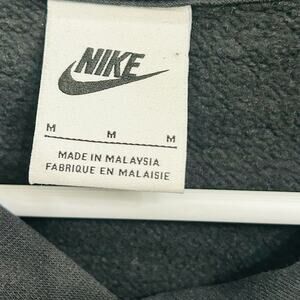 NIKE
M M M
MADE IN MALAYSIA
FABRIQUE EN MALAISIE